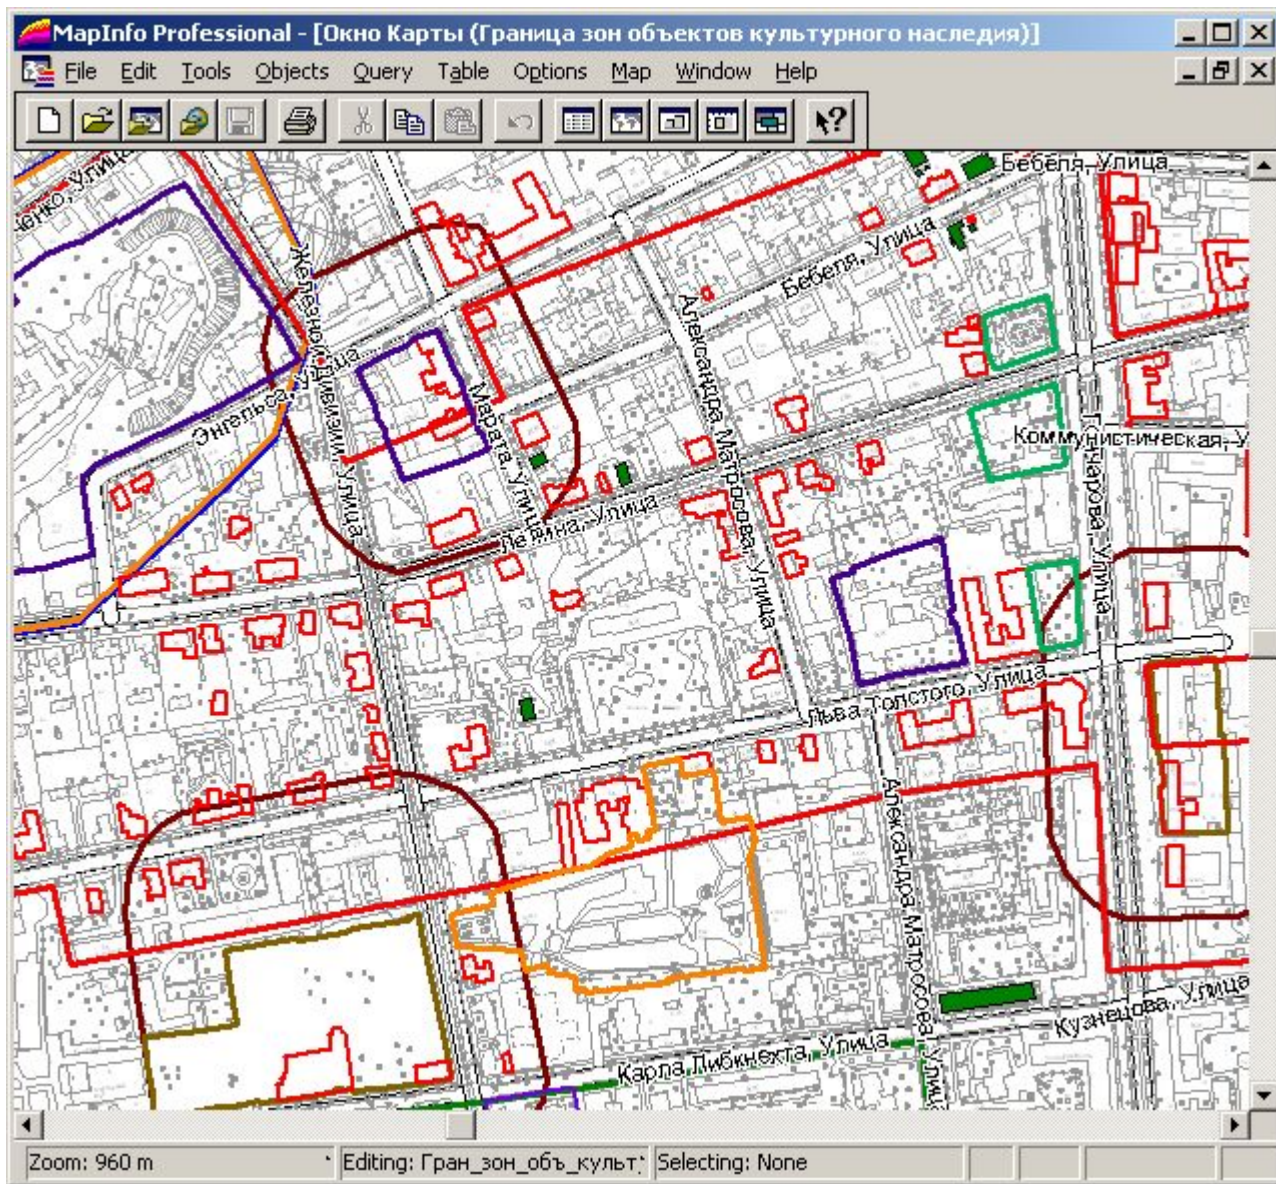 MapInfo Professional - [Окно Карты (Граница зон объектов культурного наследия)]
File Edit Tools Objects Query Table Options Map Window Help
Бебеля, Улица
Железной Дивизии, Улица
Бебеля, Улица
Александра Матросова, Улица
Энгельса, Улица
Марата, Улица
Коммунистическая, У
Гончарова, Улица
Ленина, Улица
Льва Толстого, Улица
Александра Матросова, Улица
Кузнецова, Улица
Карла Либкнехта, Улица
Zoom: 960 m Editing: Гран_зон_объ_культ Selecting: None